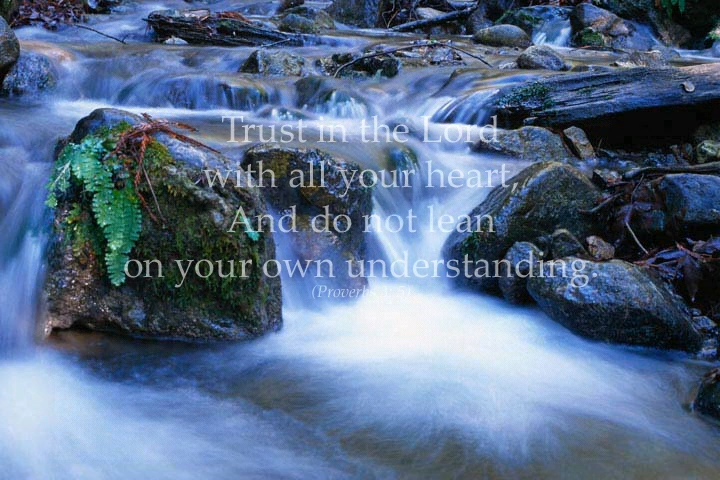 Trust in the Lord
with all your heart,
And do not lean
on your own understanding.
(Proverbs